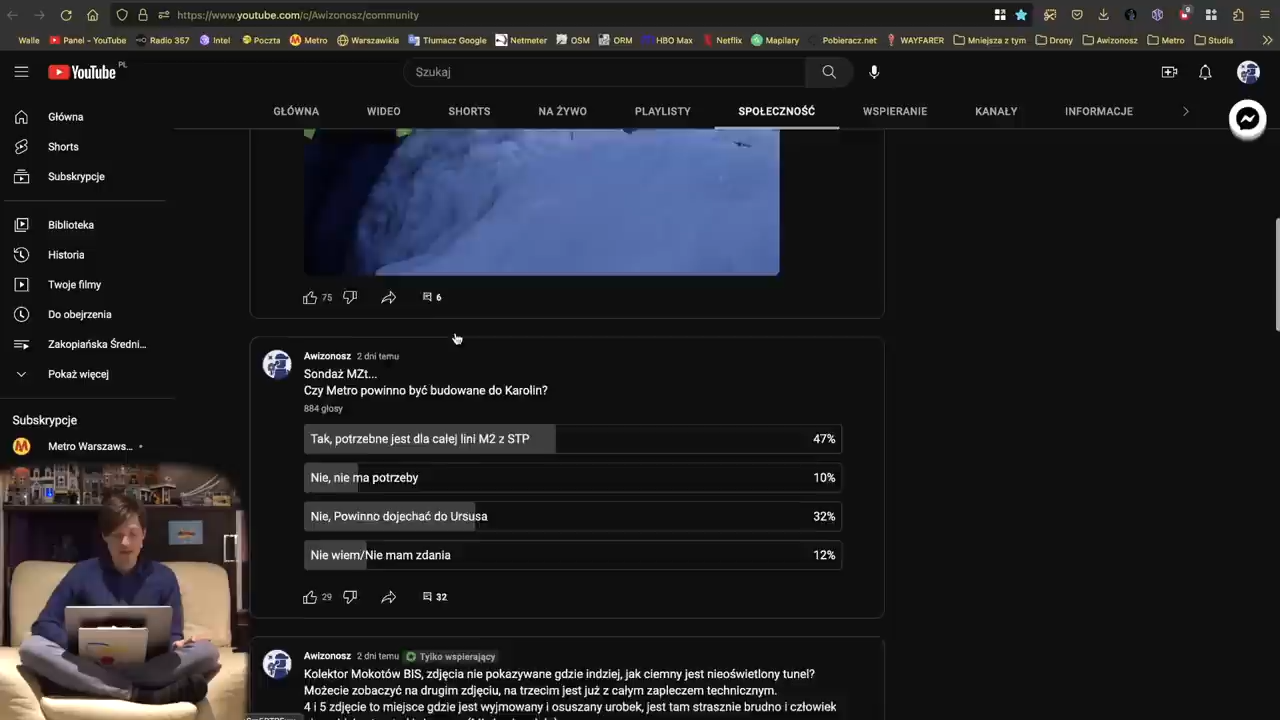 https://www.youtube.com/c/Awizonosz/community
Walle Panel - YouTube Radio 357 Intel Poczta Metro Warszawikia Tłumacz Google Netmeter OSM ORM HBO Max Netflix Mapilary Pobieracz.net WAYFARER Mniejsza z tym Drony Awizonosz Metro Studia
YouTube PL
Szukaj
GŁÓWNA WIDEO SHORTS NA ŻYWO PLAYLISTY SPOŁECZNOŚĆ WSPIERANIE KANAŁY INFORMACJE
Główna
Shorts
Subskrypcje
Biblioteka
Historia
Twoje filmy
Do obejrzenia
Zakopiańska Średni...
Pokaż więcej
Subskrypcje
Metro Warszaws...
75 6
Awizonosz 2 dni temu
Sondaż MZt...
Czy Metro powinno być budowane do Karolin?
884 głosy
Tak, potrzebne jest dla całej lini M2 z STP 47%
Nie, nie ma potrzeby 10%
Nie, Powinno dojechać do Ursusa 32%
Nie wiem/Nie mam zdania 12%
29 32
Awizonosz 2 dni temu Tylko wspierający
Kolektor Mokotów BIS, zdjęcia nie pokazywane gdzie indziej, jak ciemny jest nieoświetlony tunel?
Możecie zobaczyć na drugim zdjęciu, na trzecim jest już z całym zapleczem technicznym.
4 i 5 zdjęcie to miejsce gdzie jest wyjmowany i osuszany urobek, jest tam strasznie brudno i człowiek